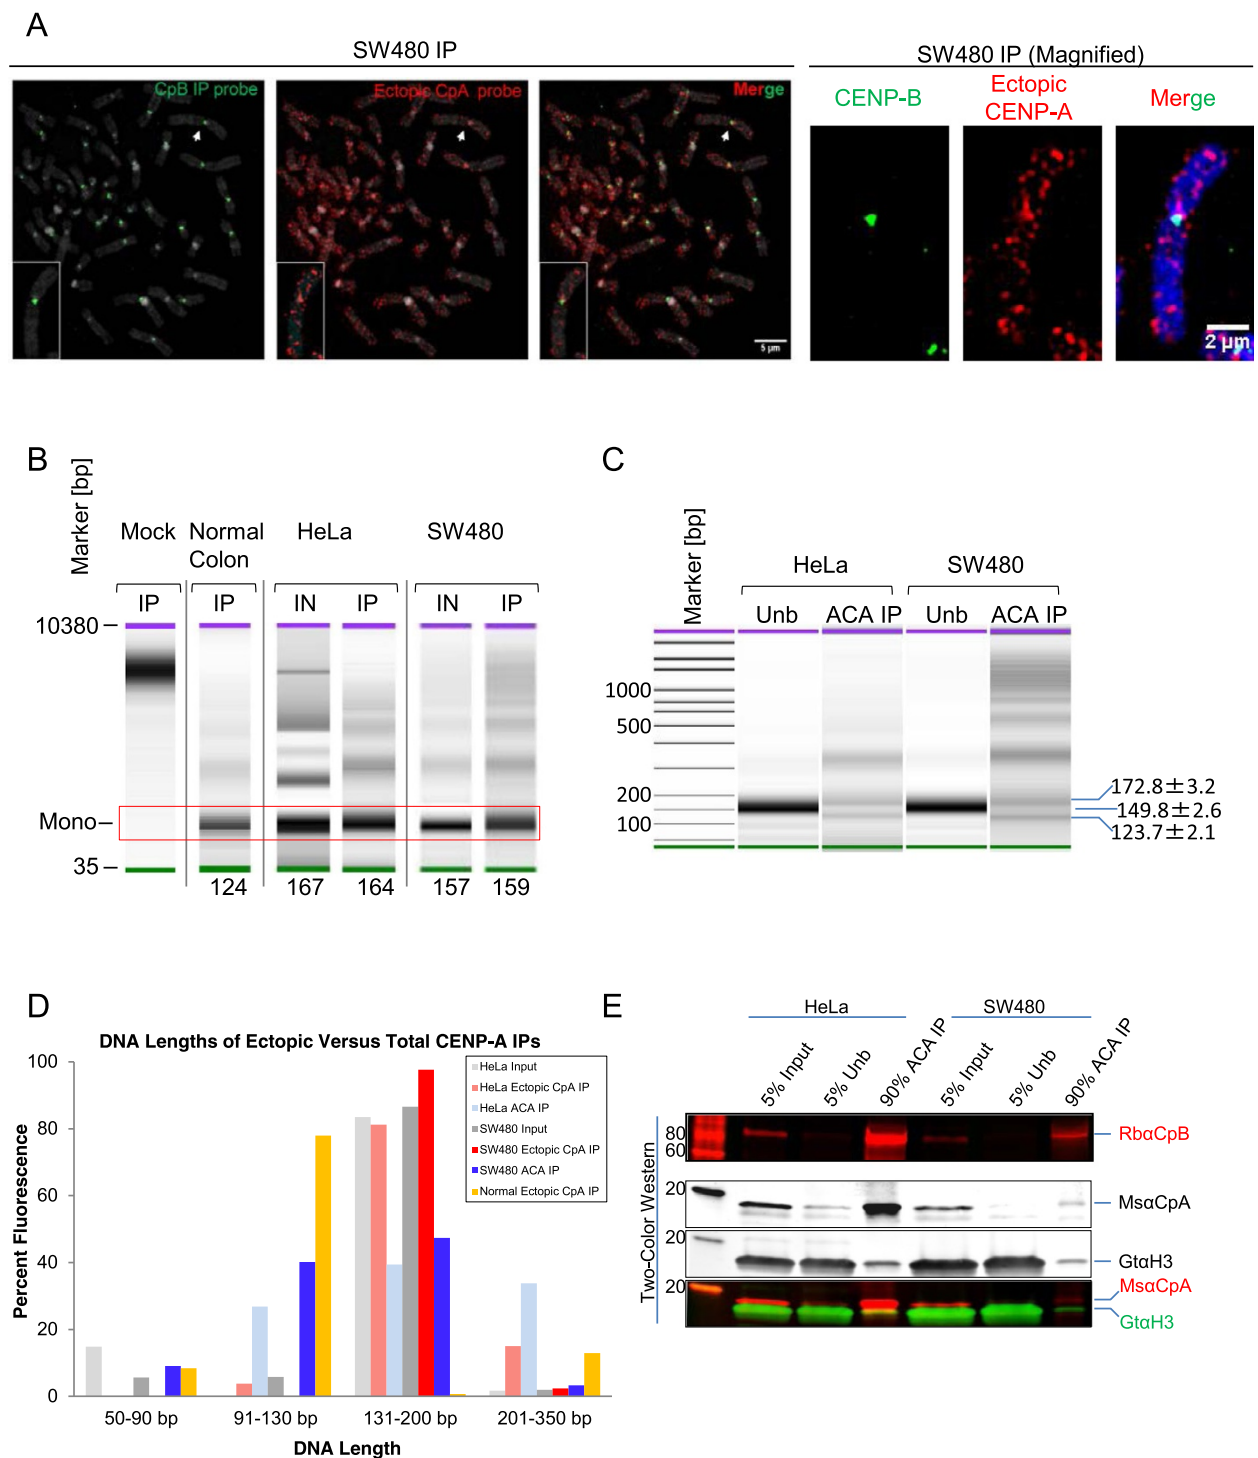 A
SW480 IP
SW480 IP (Magnified)
CpB IP probe
Ectopic CpA probe
Merge
5 µm
CENP-B
Ectopic
CENP-A
Merge
2 µm
B
Marker [bp]
Mock
Normal
Colon
HeLa
SW480
IP
IP
IN
IP
IN
IP
10380
Mono
35
124
167
164
157
159
C
Marker [bp]
HeLa
SW480
Unb
ACA IP
Unb
ACA IP
1000
500
200
100
172.8±3.2
149.8±2.6
123.7±2.1
D
DNA Lengths of Ectopic Versus Total CENP-A IPs
Percent Fluorescence
100
80
60
40
20
0
HeLa Input
HeLa Ectopic CpA IP
HeLa ACA IP
SW480 Input
SW480 Ectopic CpA IP
SW480 ACA IP
Normal Ectopic CpA IP
50-90 bp
91-130 bp
131-200 bp
201-350 bp
DNA Length
E
HeLa
SW480
5% Input
5% Unb
90% ACA IP
5% Input
5% Unb
90% ACA IP
Two-Color Western
80
60
RbαCpB
20
MsαCpA
20
GtαH3
20
MsαCpA
GtαH3